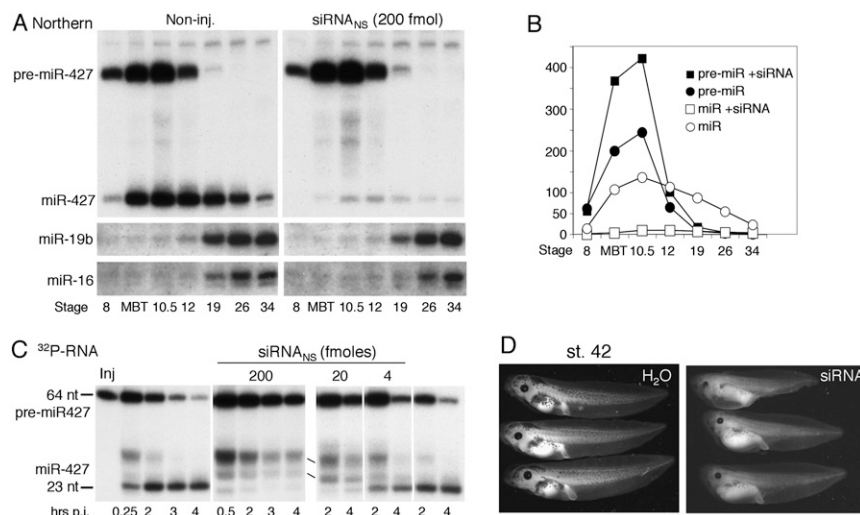 A Northern
Non-inj.
siRNA NS (200 fmol)
pre-miR-427
miR-427
miR-19b
miR-16
Stage 8 MBT 10.5 12 19 26 34 8 MBT 10.5 12 19 26 34
B
400
300
200
100
50
0
pre-miR +siRNA
pre-miR
miR +siRNA
miR
Stage 8 MBT 10.5 12 19 26 34
C 32P-RNA
siRNA NS (fmoles)
Inj 200 20 4
64 nt
pre-miR427
miR-427
23 nt
hrs p.i. 0.25 2 3 4 0.5 2 3 4 2 4 2 4 2 4
D
st. 42
H2O
siRNA